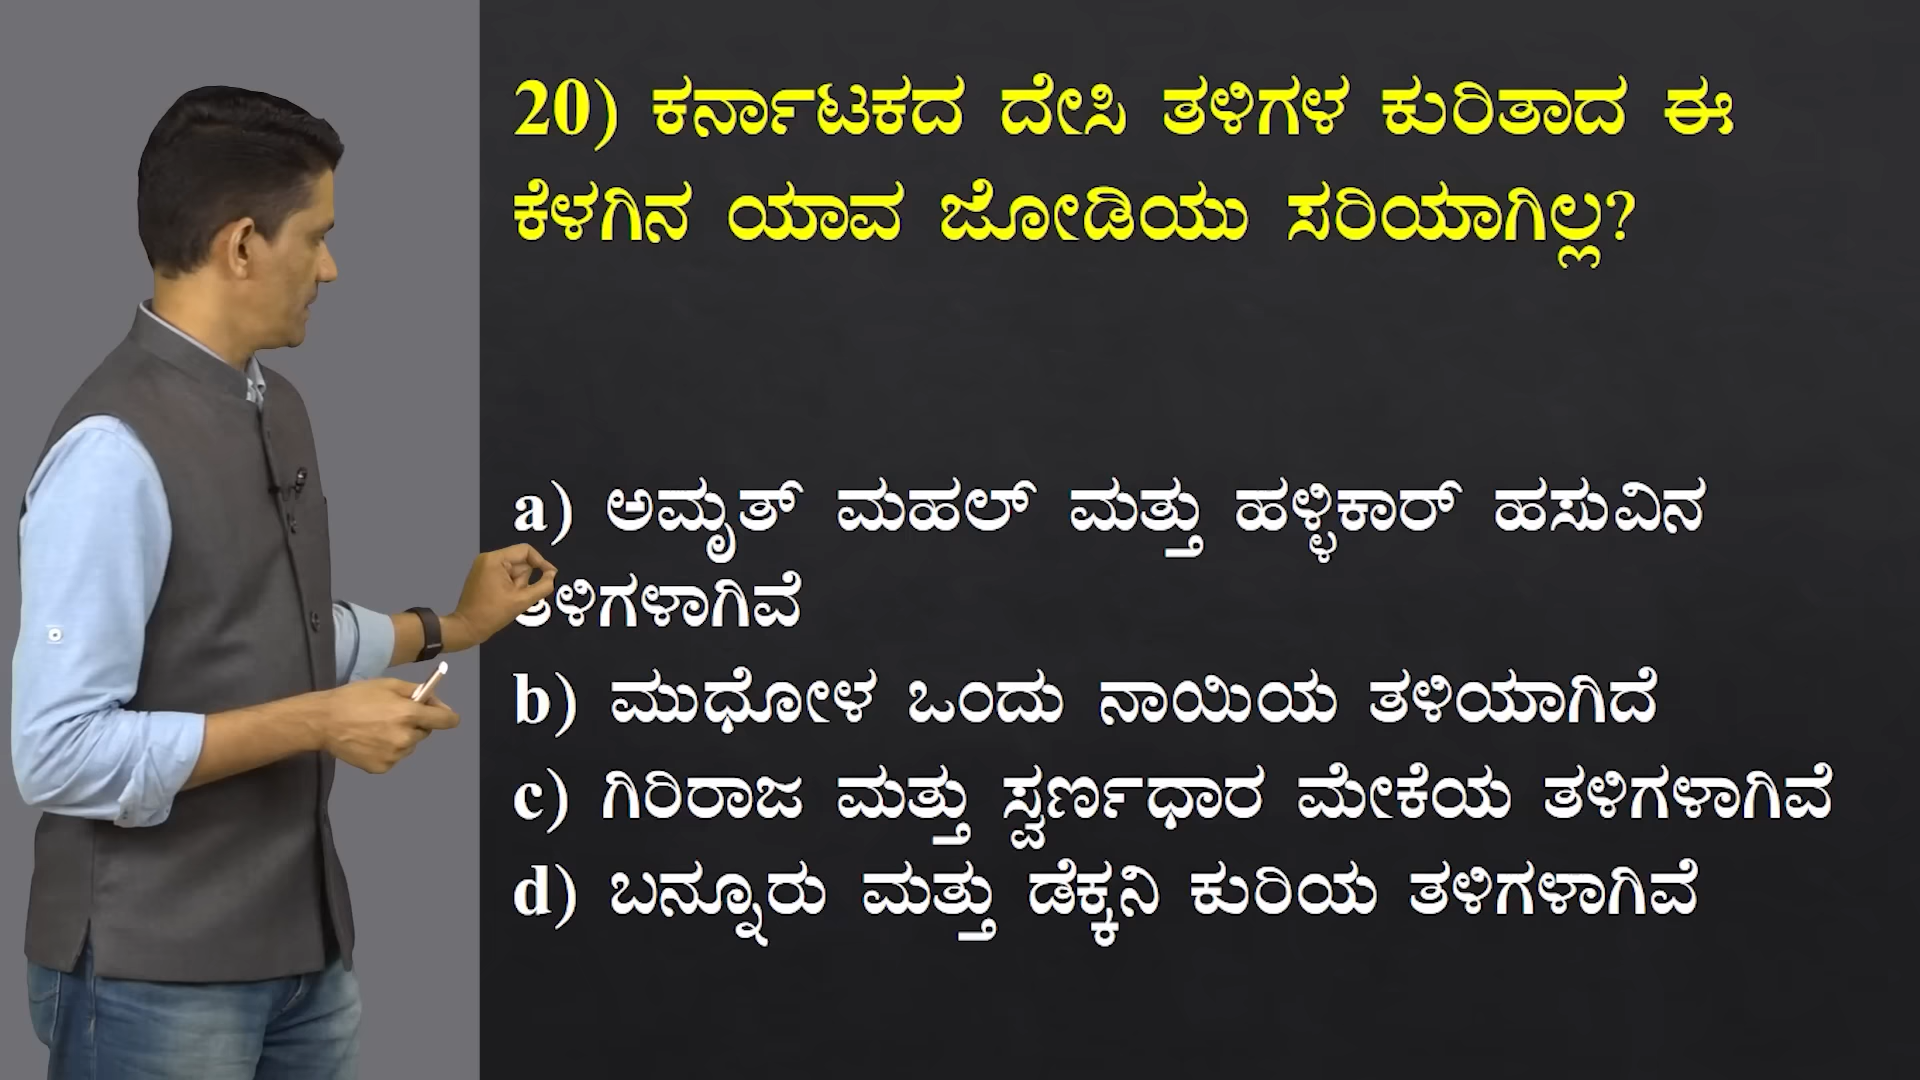 20) ಕರ್ನಾಟಕದ ದೇಸಿ ತಳಿಗಳ ಕುರಿತಾದ ಈ
ಕೆಳಗಿನ ಯಾವ ಜೋಡಿಯು ಸರಿಯಾಗಿಲ್ಲ?
a) ಅಮೃತ್ ಮಹಲ್ ಮತ್ತು ಹಳ್ಳಿಕಾರ್ ಹಸುವಿನ
ತಳಿಗಳಾಗಿವೆ
b) ಮುಧೋಳ ಒಂದು ನಾಯಿಯ ತಳಿಯಾಗಿದೆ
c) ಗಿರಿರಾಜ ಮತ್ತು ಸ್ವರ್ಣಧಾರ ಮೇಕೆಯ ತಳಿಗಳಾಗಿವೆ
d) ಬನ್ನೂರು ಮತ್ತು ಡೆಕ್ಕನಿ ಕುರಿಯ ತಳಿಗಳಾಗಿವೆ